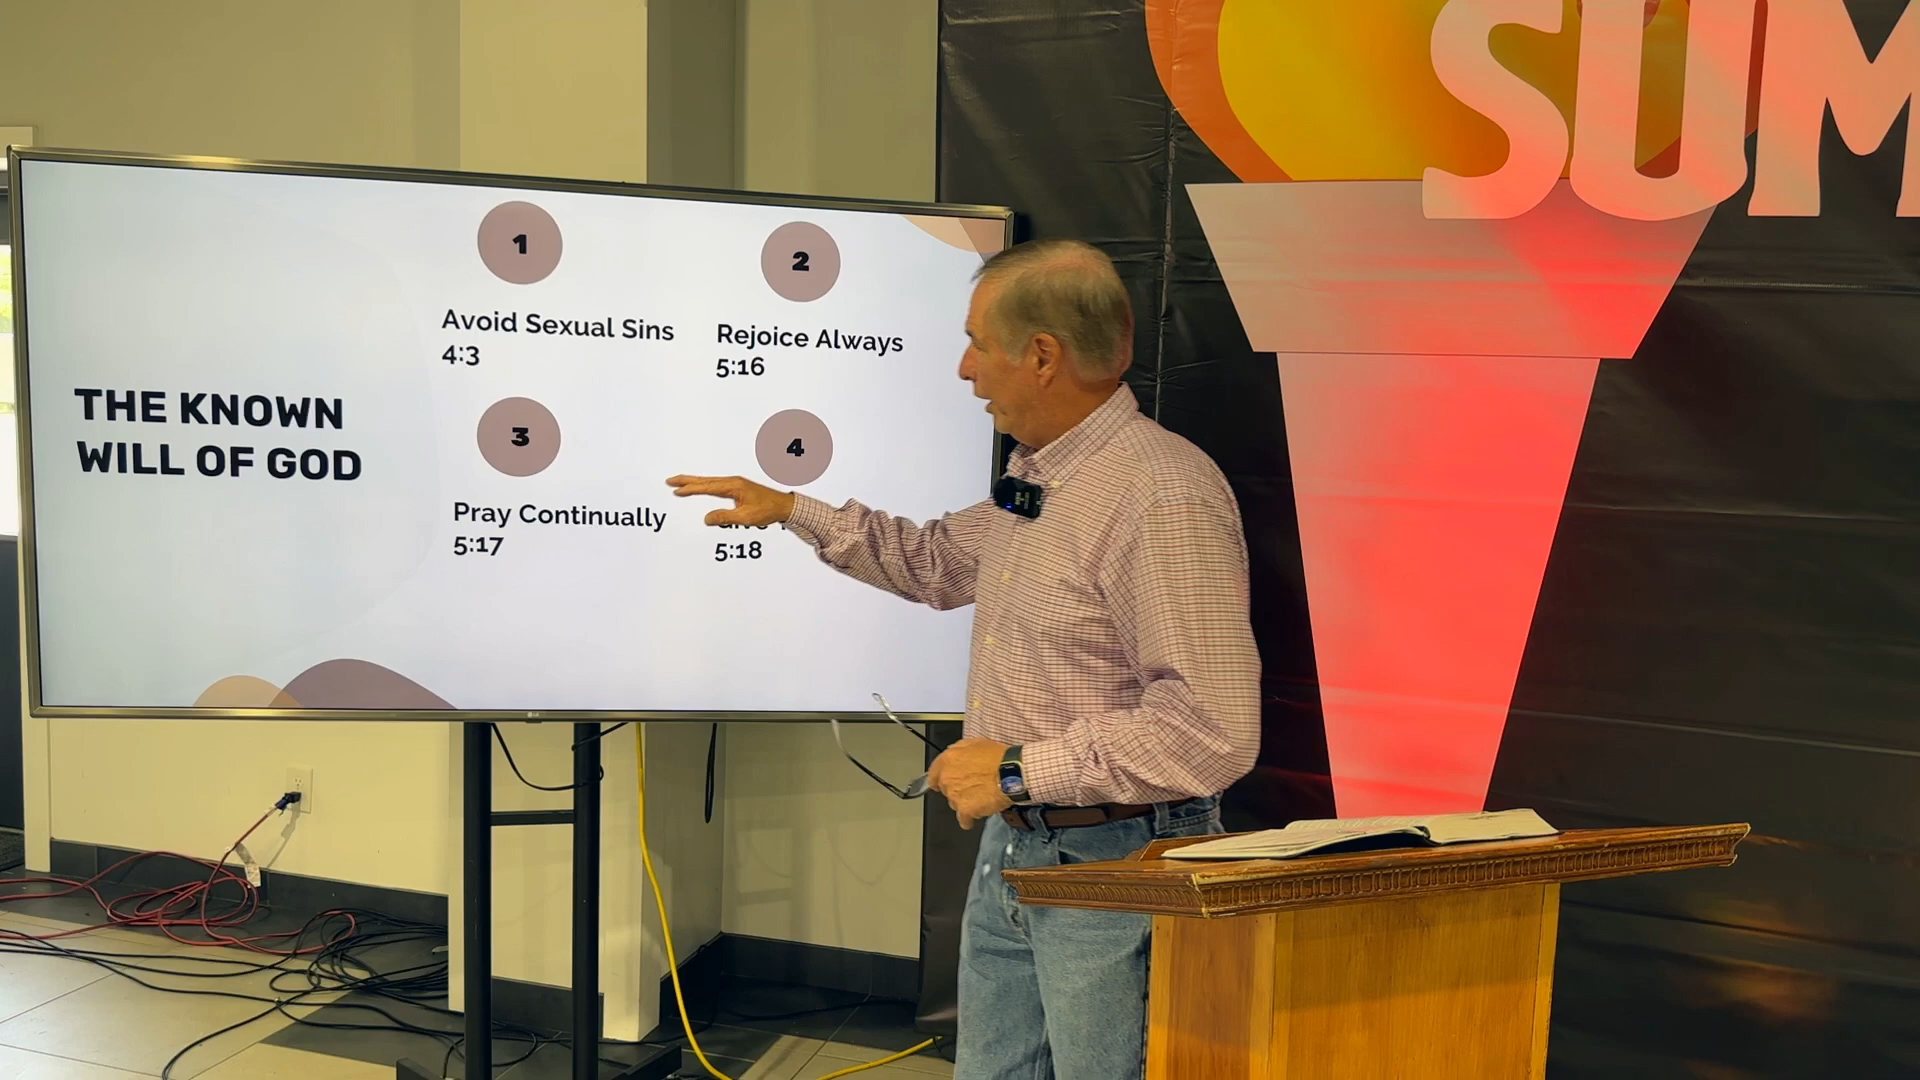 SUM
THE KNOWN
WILL OF GOD
1
Avoid Sexual Sins
4:3
2
Rejoice Always
5:16
3
Pray Continually
5:17
4
5:18